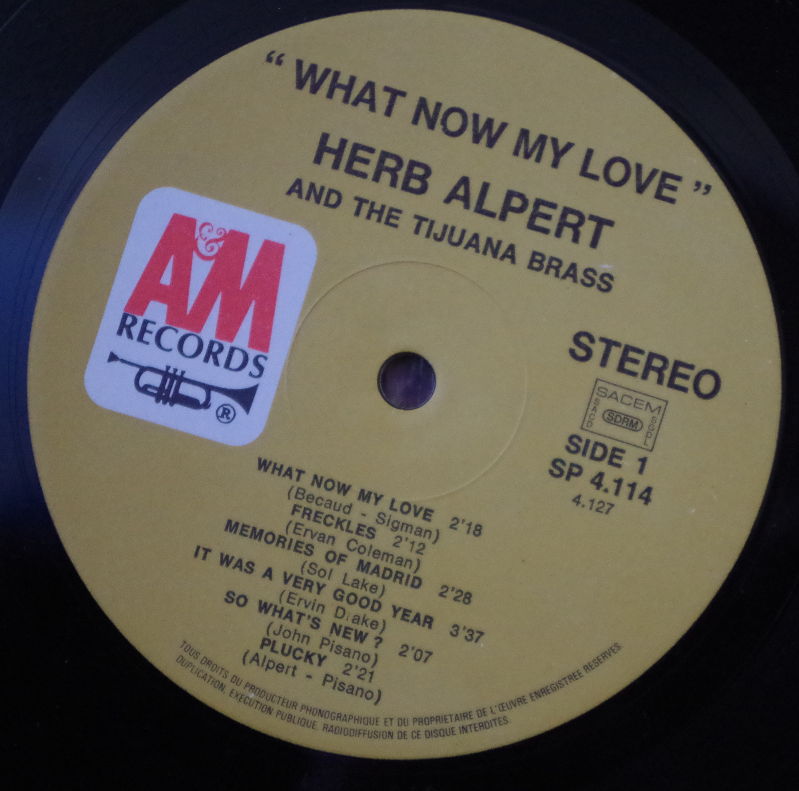 “ WHAT NOW MY LOVE ”
HERB ALPERT
AND THE TIJUANA BRASS
A&M
RECORDS
®
STEREO
SACEM
SACD
SDRM
SGDL
SIDE 1
SP 4.114
4.127
WHAT NOW MY LOVE 2'18
(Becaud - Sigman)
FRECKLES 2'12
(Ervan Coleman)
MEMORIES OF MADRID 2'28
(Sol Lake)
IT WAS A VERY GOOD YEAR 3'37
(Ervin Drake)
SO WHAT'S NEW ? 2'07
(John Pisano)
PLUCKY 2'21
(Alpert - Pisano)
TOUS DROITS DU PRODUCTEUR PHONOGRAPHIQUE ET DU PROPRIETAIRE DE L'ŒUVRE ENREGISTREE RESERVES
DUPLICATION, EXECUTION PUBLIQUE, RADIODIFFUSION DE CE DISQUE INTERDITES.